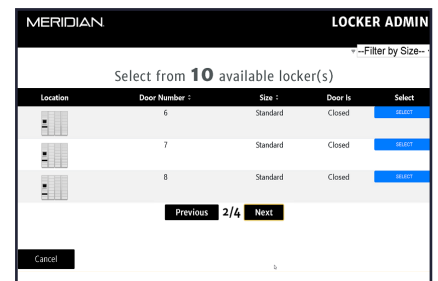 MERIDIAN
LOCKER ADMIN
--Filter by Size--
Select from 10 available locker(s)
Location Door Number Size Door Is Select
6 Standard Closed SELECT
7 Standard Closed SELECT
8 Standard Closed SELECT
Previous 2/4 Next
Cancel